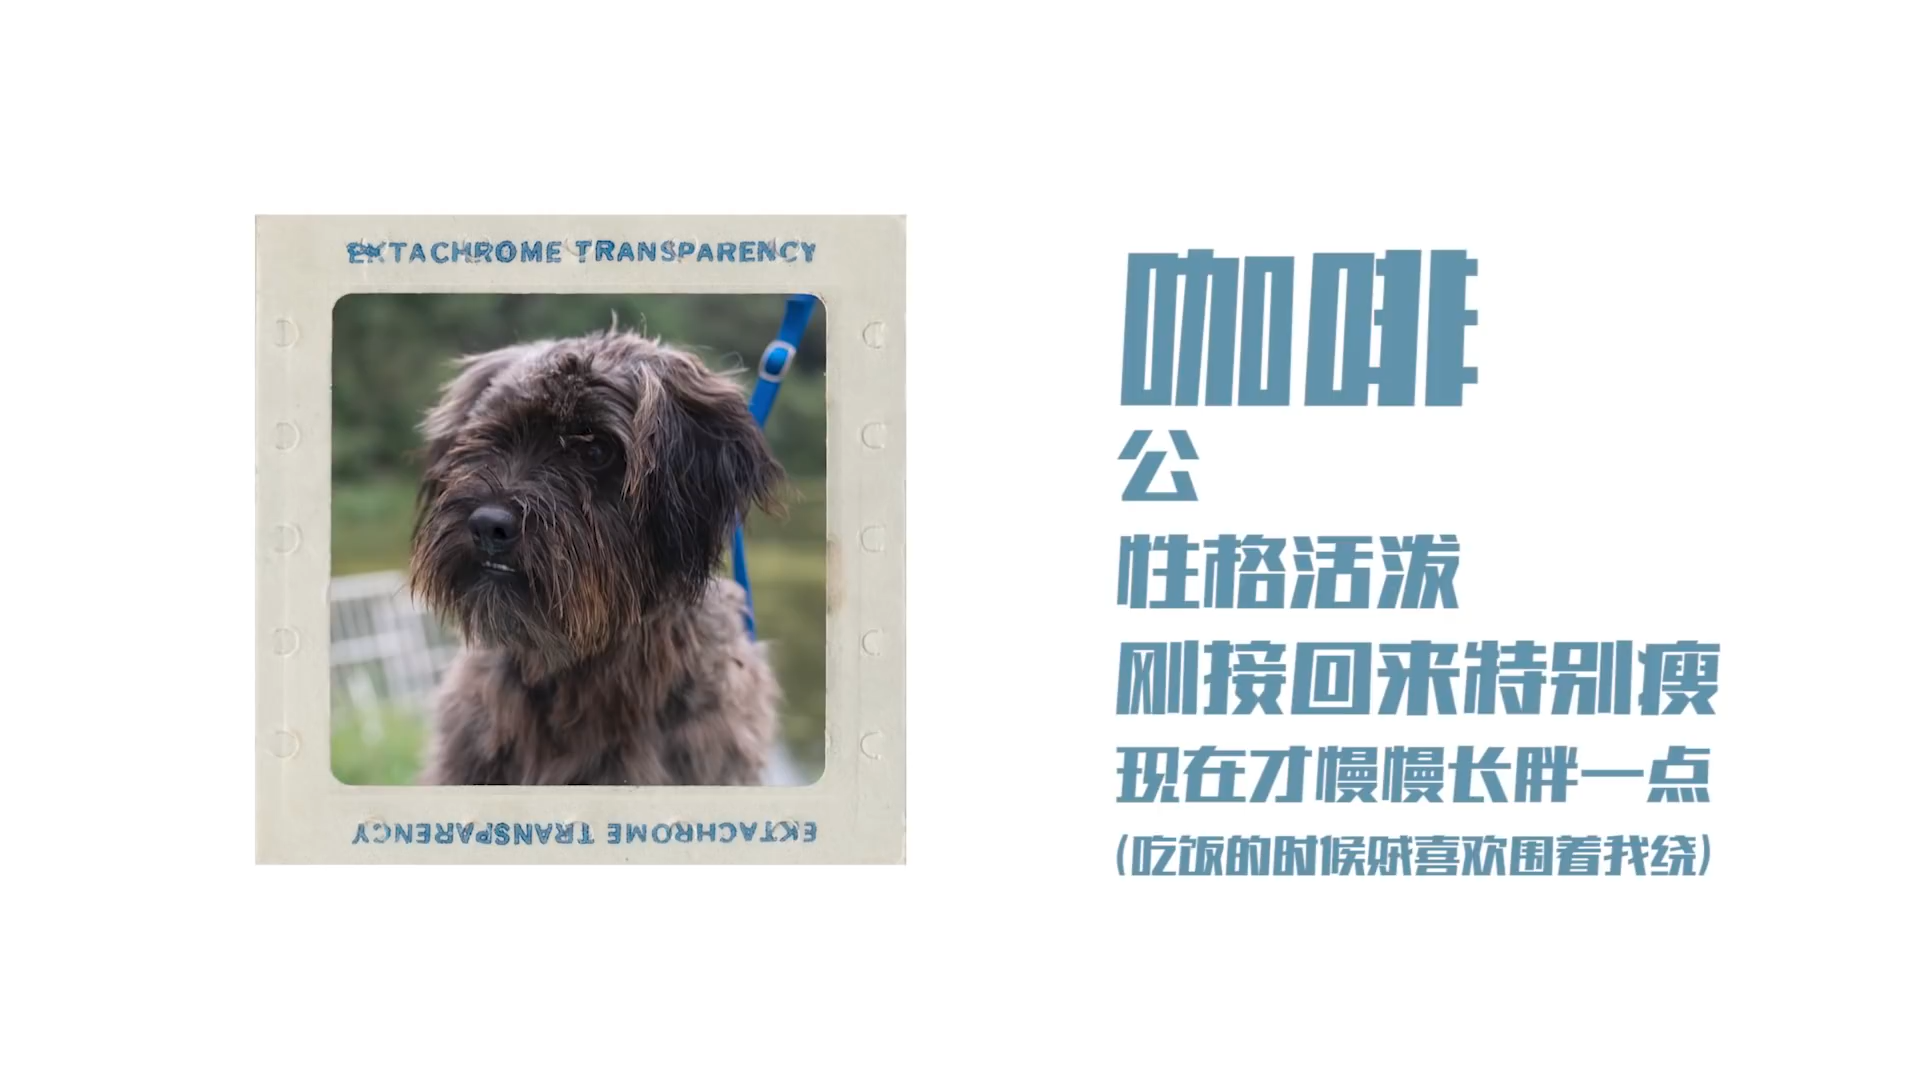 EKTACHROME TRANSPARENCY
EKTACHROME TRANSPARENCY
咖啡
公
性格活泼
刚接回来特别瘦
现在才慢慢长胖一点
(吃饭的时候贼喜欢围着我绕)